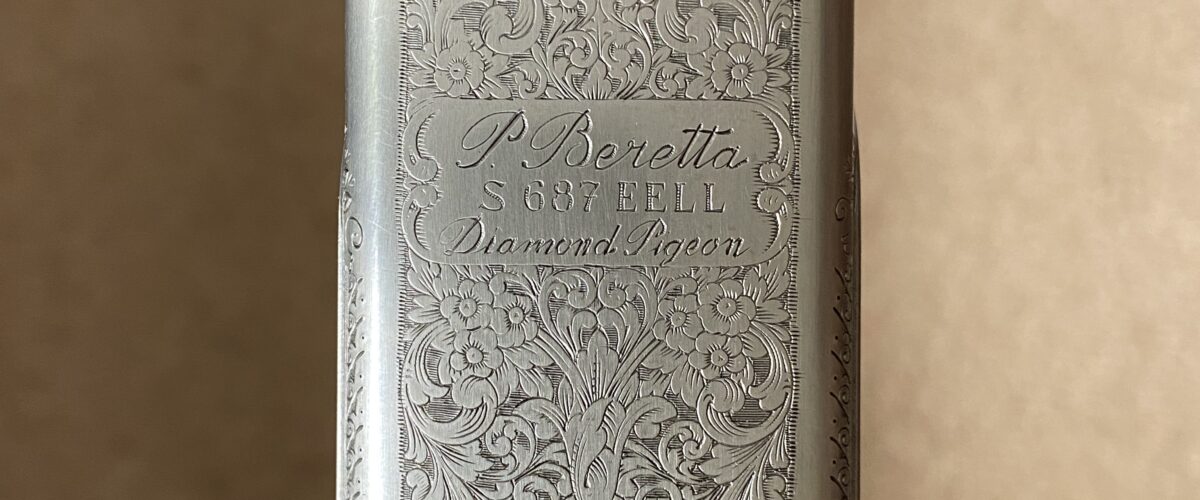 P. Beretta
S 687 EELL
Diamond Pigeon